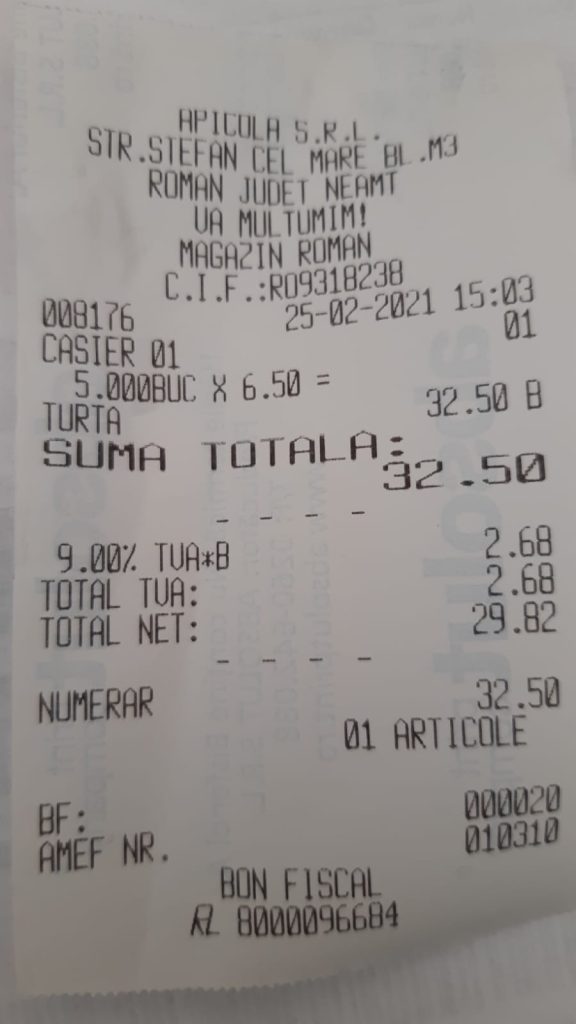 APICOLA S.R.L.
STR.STEFAN CEL MARE BL.M3
ROMAN JUDET NEAMT
VA MULTUMIM!
MAGAZIN ROMAN
C.I.F.:RO9318238
008176 25-02-2021 15:03
CASIER 01 01
5.000BUC X 6.50 =
TURTA 32.50 B
SUMA TOTALA:
32.50
- - - -
9.00% TVA*B 2.68
TOTAL TVA: 2.68
TOTAL NET: 29.82
- - - -
NUMERAR 32.50
01 ARTICOLE
BF: 000020
AMEF NR. 010310
BON FISCAL
8000096684